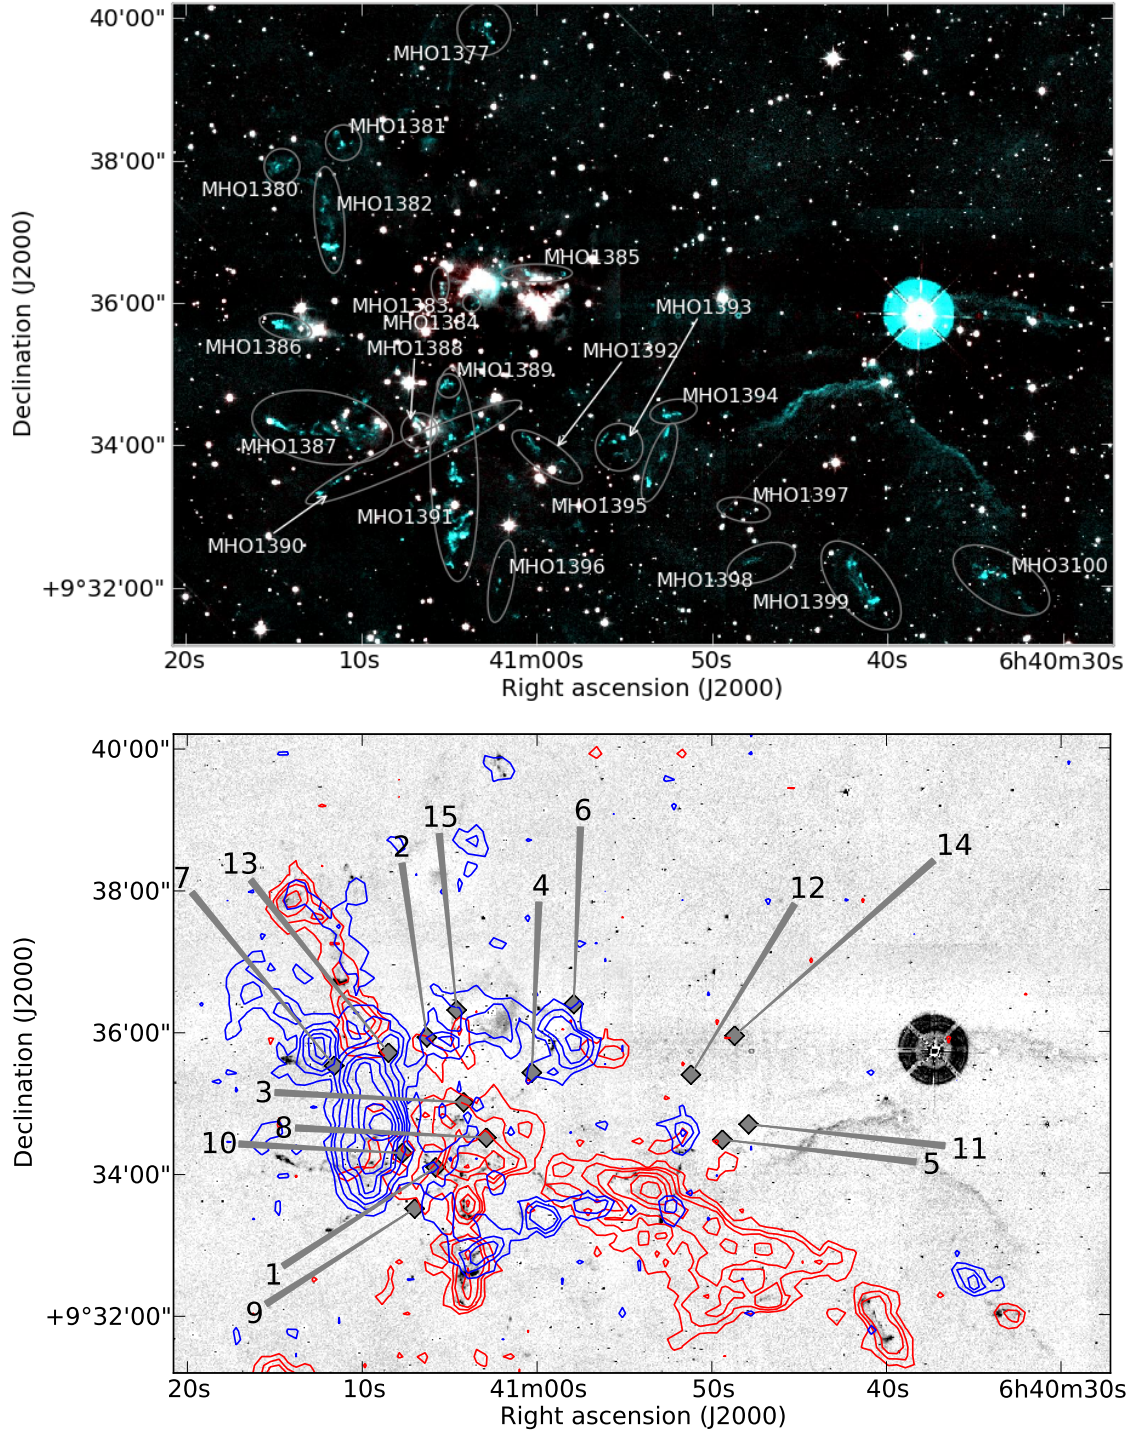 40'00"
MHO1377
MHO1381
38'00"
MHO1380
MHO1382
MHO1385
36'00"
MHO1383
MHO1393
MHO1384
MHO1386
MHO1388
MHO1392
MHO1389
MHO1394
34'00"
MHO1387
MHO1397
MHO1395
MHO1391
MHO1390
MHO1396
MHO1398
MHO3100
+9°32'00"
MHO1399
Declination (J2000)
20s 10s 41m00s 50s 40s 6h40m30s
Right ascension (J2000)
40'00"
15 6
2 14
13
7 4 12
38'00"
36'00"
3
8
10 11
5
34'00"
1
9
+9°32'00"
Declination (J2000)
20s 10s 41m00s 50s 40s 6h40m30s
Right ascension (J2000)